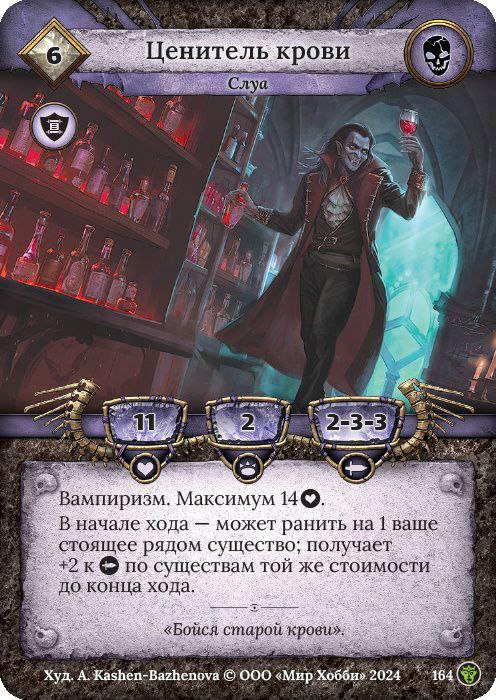 6
Ценитель крови
Слуа
11
2
2-3-3
Вампиризм. Максимум 14.
В начале хода — может ранить на 1 ваше
стоящее рядом существо; получает
+2 к по существам той же стоимости
до конца хода.
«Бойся старой крови».
Худ. A. Kashen-Bazhenova © ООО «Мир Хобби» 2024
164